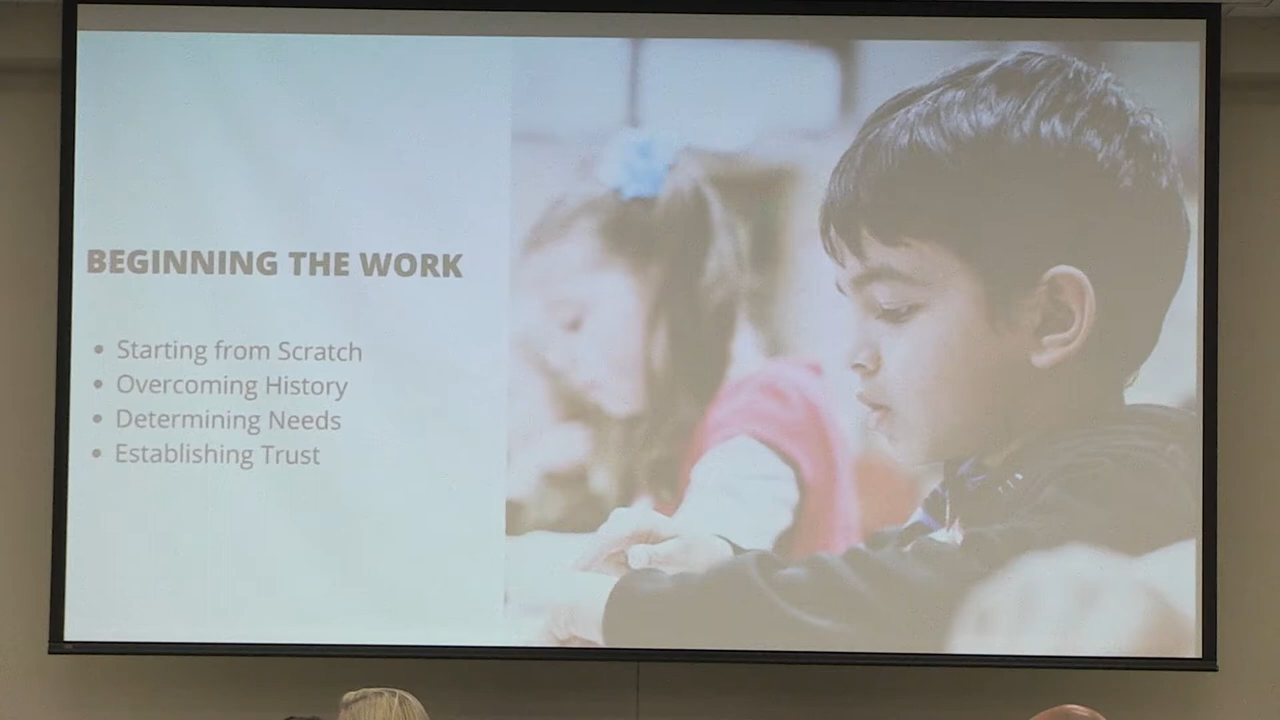 BEGINNING THE WORK
• Starting from Scratch
• Overcoming History
• Determining Needs
• Establishing Trust